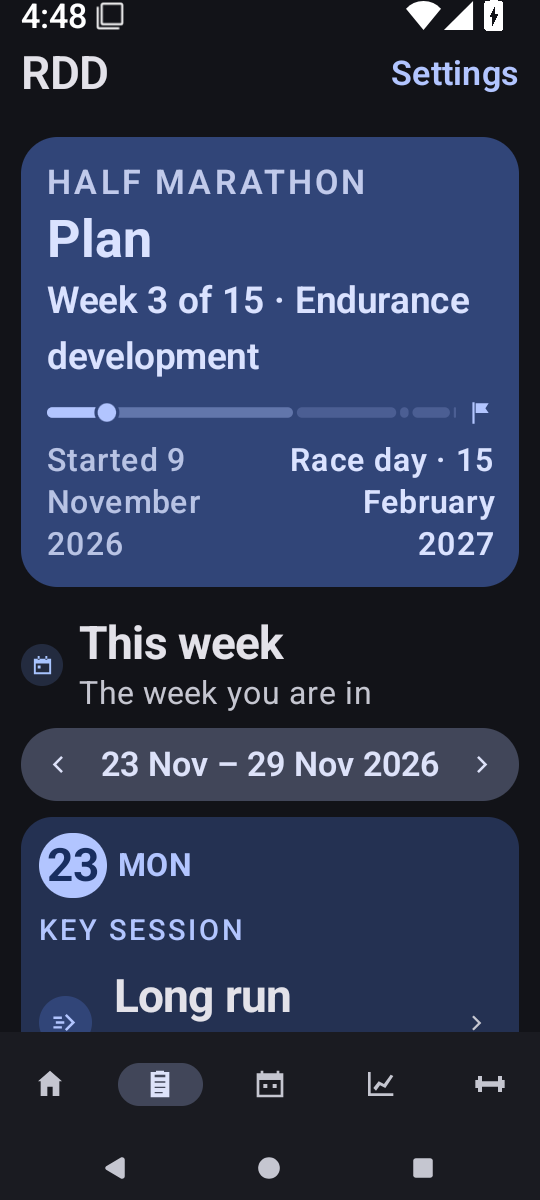 4:48
RDD
Settings
HALF MARATHON
Plan
Week 3 of 15 · Endurance
development
Started 9
November
2026
Race day · 15
February
2027
This week
The week you are in
23 Nov – 29 Nov 2026
23 MON
KEY SESSION
Long run